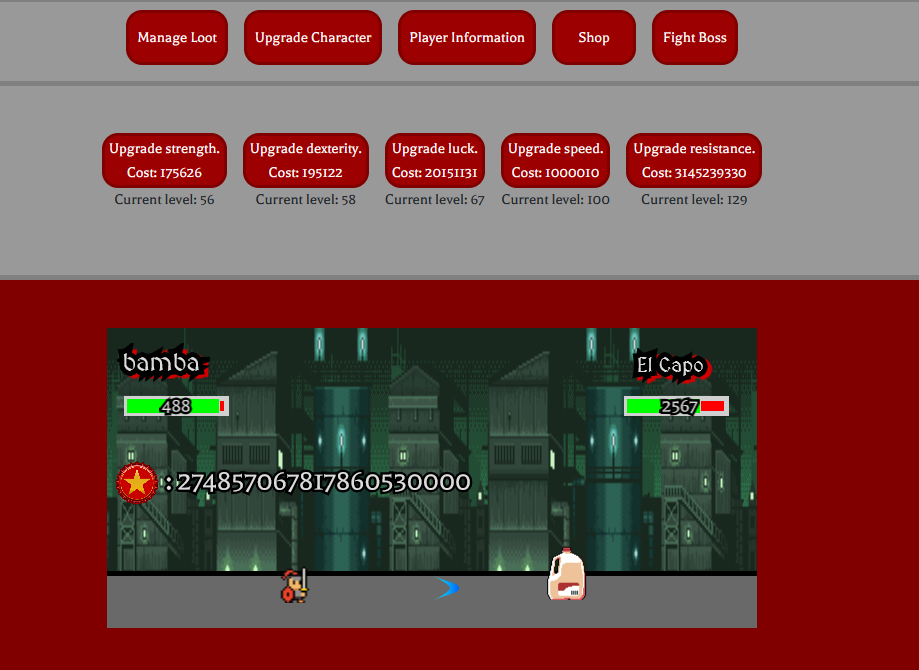 Manage Loot
Upgrade Character
Player Information
Shop
Fight Boss
Upgrade strength.
Cost: 175626
Current level: 56
Upgrade dexterity.
Cost: 195122
Current level: 58
Upgrade luck.
Cost: 20151131
Current level: 67
Upgrade speed.
Cost: 1000010
Current level: 100
Upgrade resistance.
Cost: 3145239330
Current level: 129
bamba
488
El Capo
2567
: 274857067817860530000